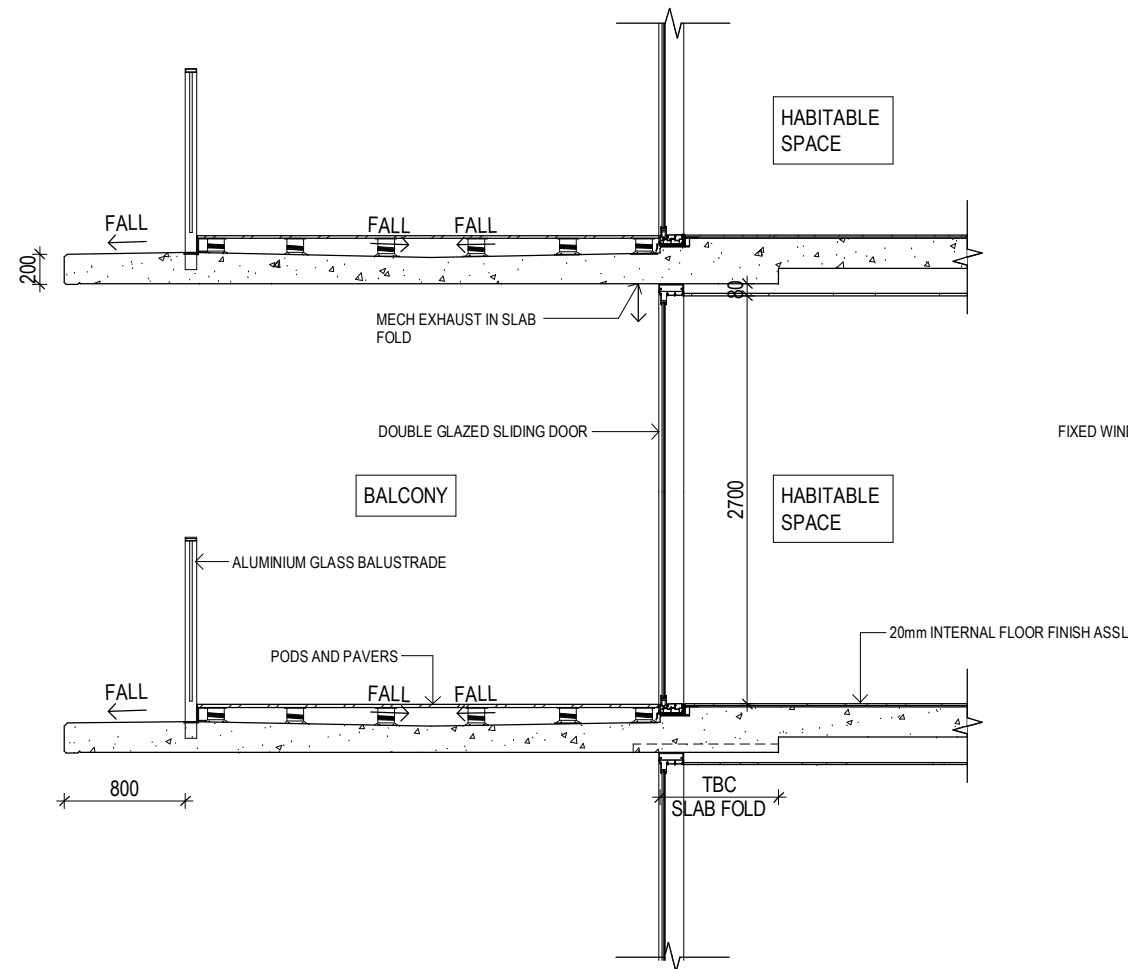 HABITABLE
SPACE
FALL
FALL
FALL
200
80
MECH EXHAUST IN SLAB
FOLD
DOUBLE GLAZED SLIDING DOOR
FIXED WIND
BALCONY
2700
HABITABLE
SPACE
ALUMINIUM GLASS BALUSTRADE
20mm INTERNAL FLOOR FINISH ASSL
PODS AND PAVERS
FALL
FALL
FALL
800
TBC
SLAB FOLD